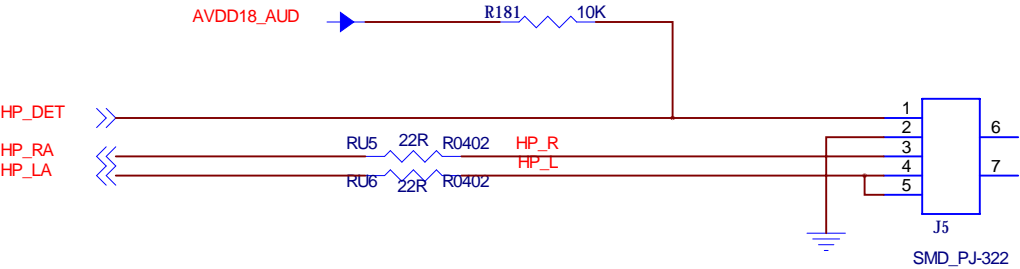 AVDD18_AUD R181 10K
HP_DET 1
2 6
HP_RA RU5 22R R0402 HP_R 3
HP_LA RU6 22R R0402 HP_L 4 7
5
J5
SMD_PJ-322